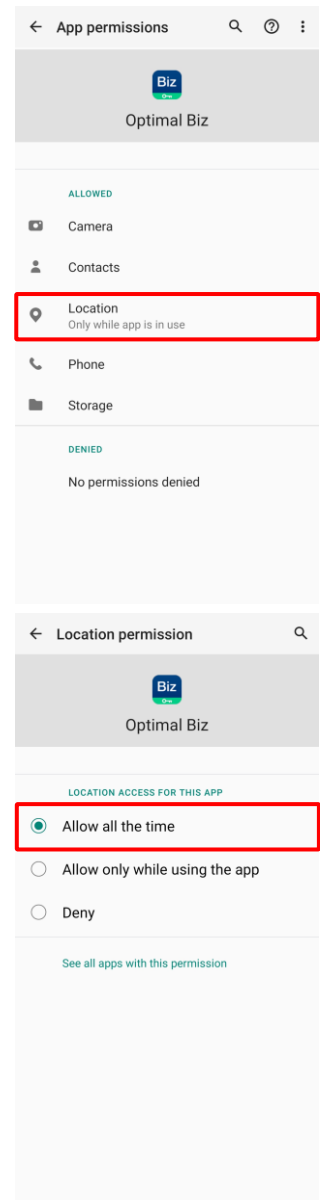 App permissions
Biz
Optimal Biz
ALLOWED
Camera
Contacts
Location
Only while app is in use
Phone
Storage
DENIED
No permissions denied
Location permission
Biz
Optimal Biz
LOCATION ACCESS FOR THIS APP
Allow all the time
Allow only while using the app
Deny
See all apps with this permission